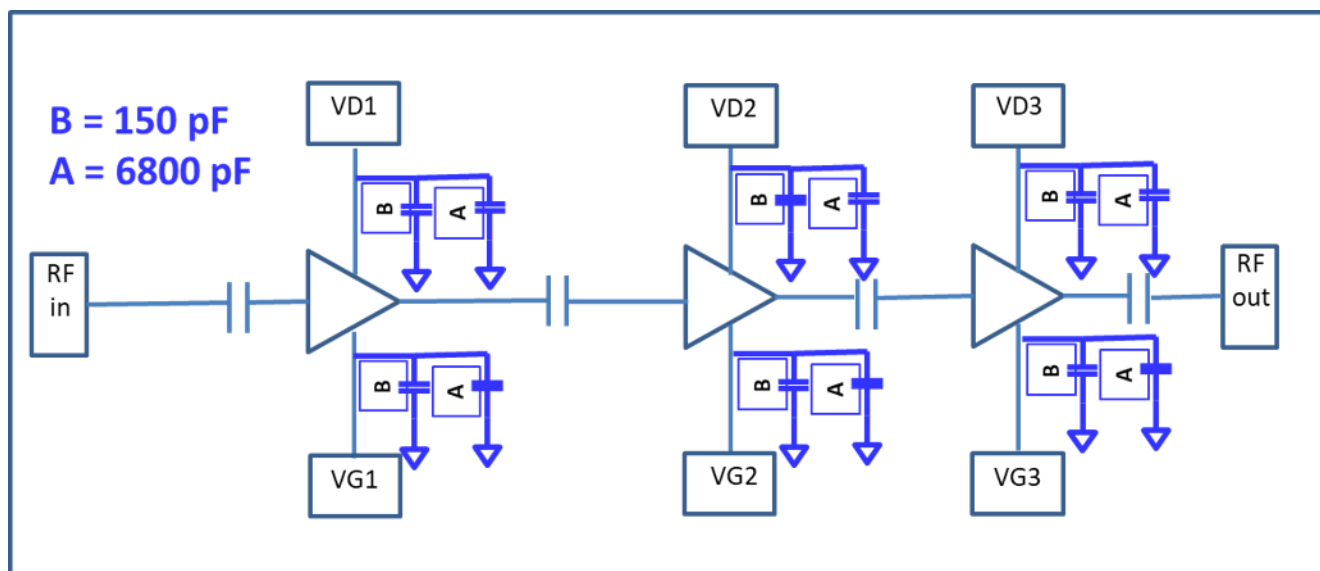 B = 150 pF
A = 6800 pF
VD1
VD2
VD3
B
A
B
A
B
A
RF
in
RF
out
B
A
B
A
B
A
VG1
VG2
VG3